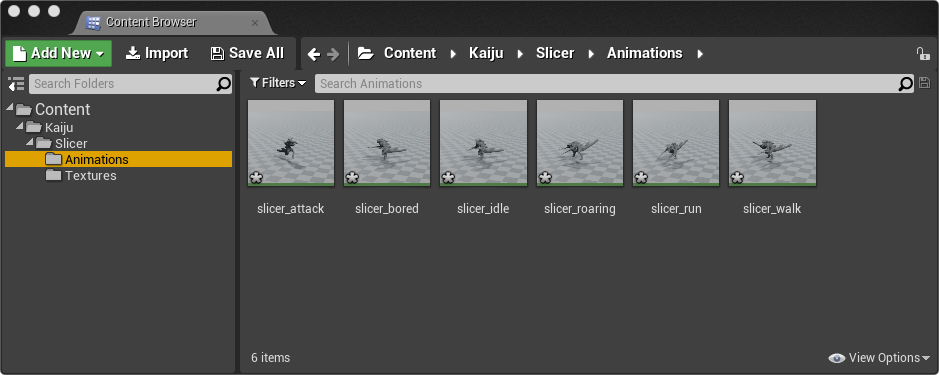 Content Browser
Add New Import Save All Content Kaiju Slicer Animations
Search Folders
Filters Search Animations
Content
Kaiju
Slicer
Animations
Textures
slicer_attack slicer_bored slicer_idle slicer_roaring slicer_run slicer_walk
6 items View Options